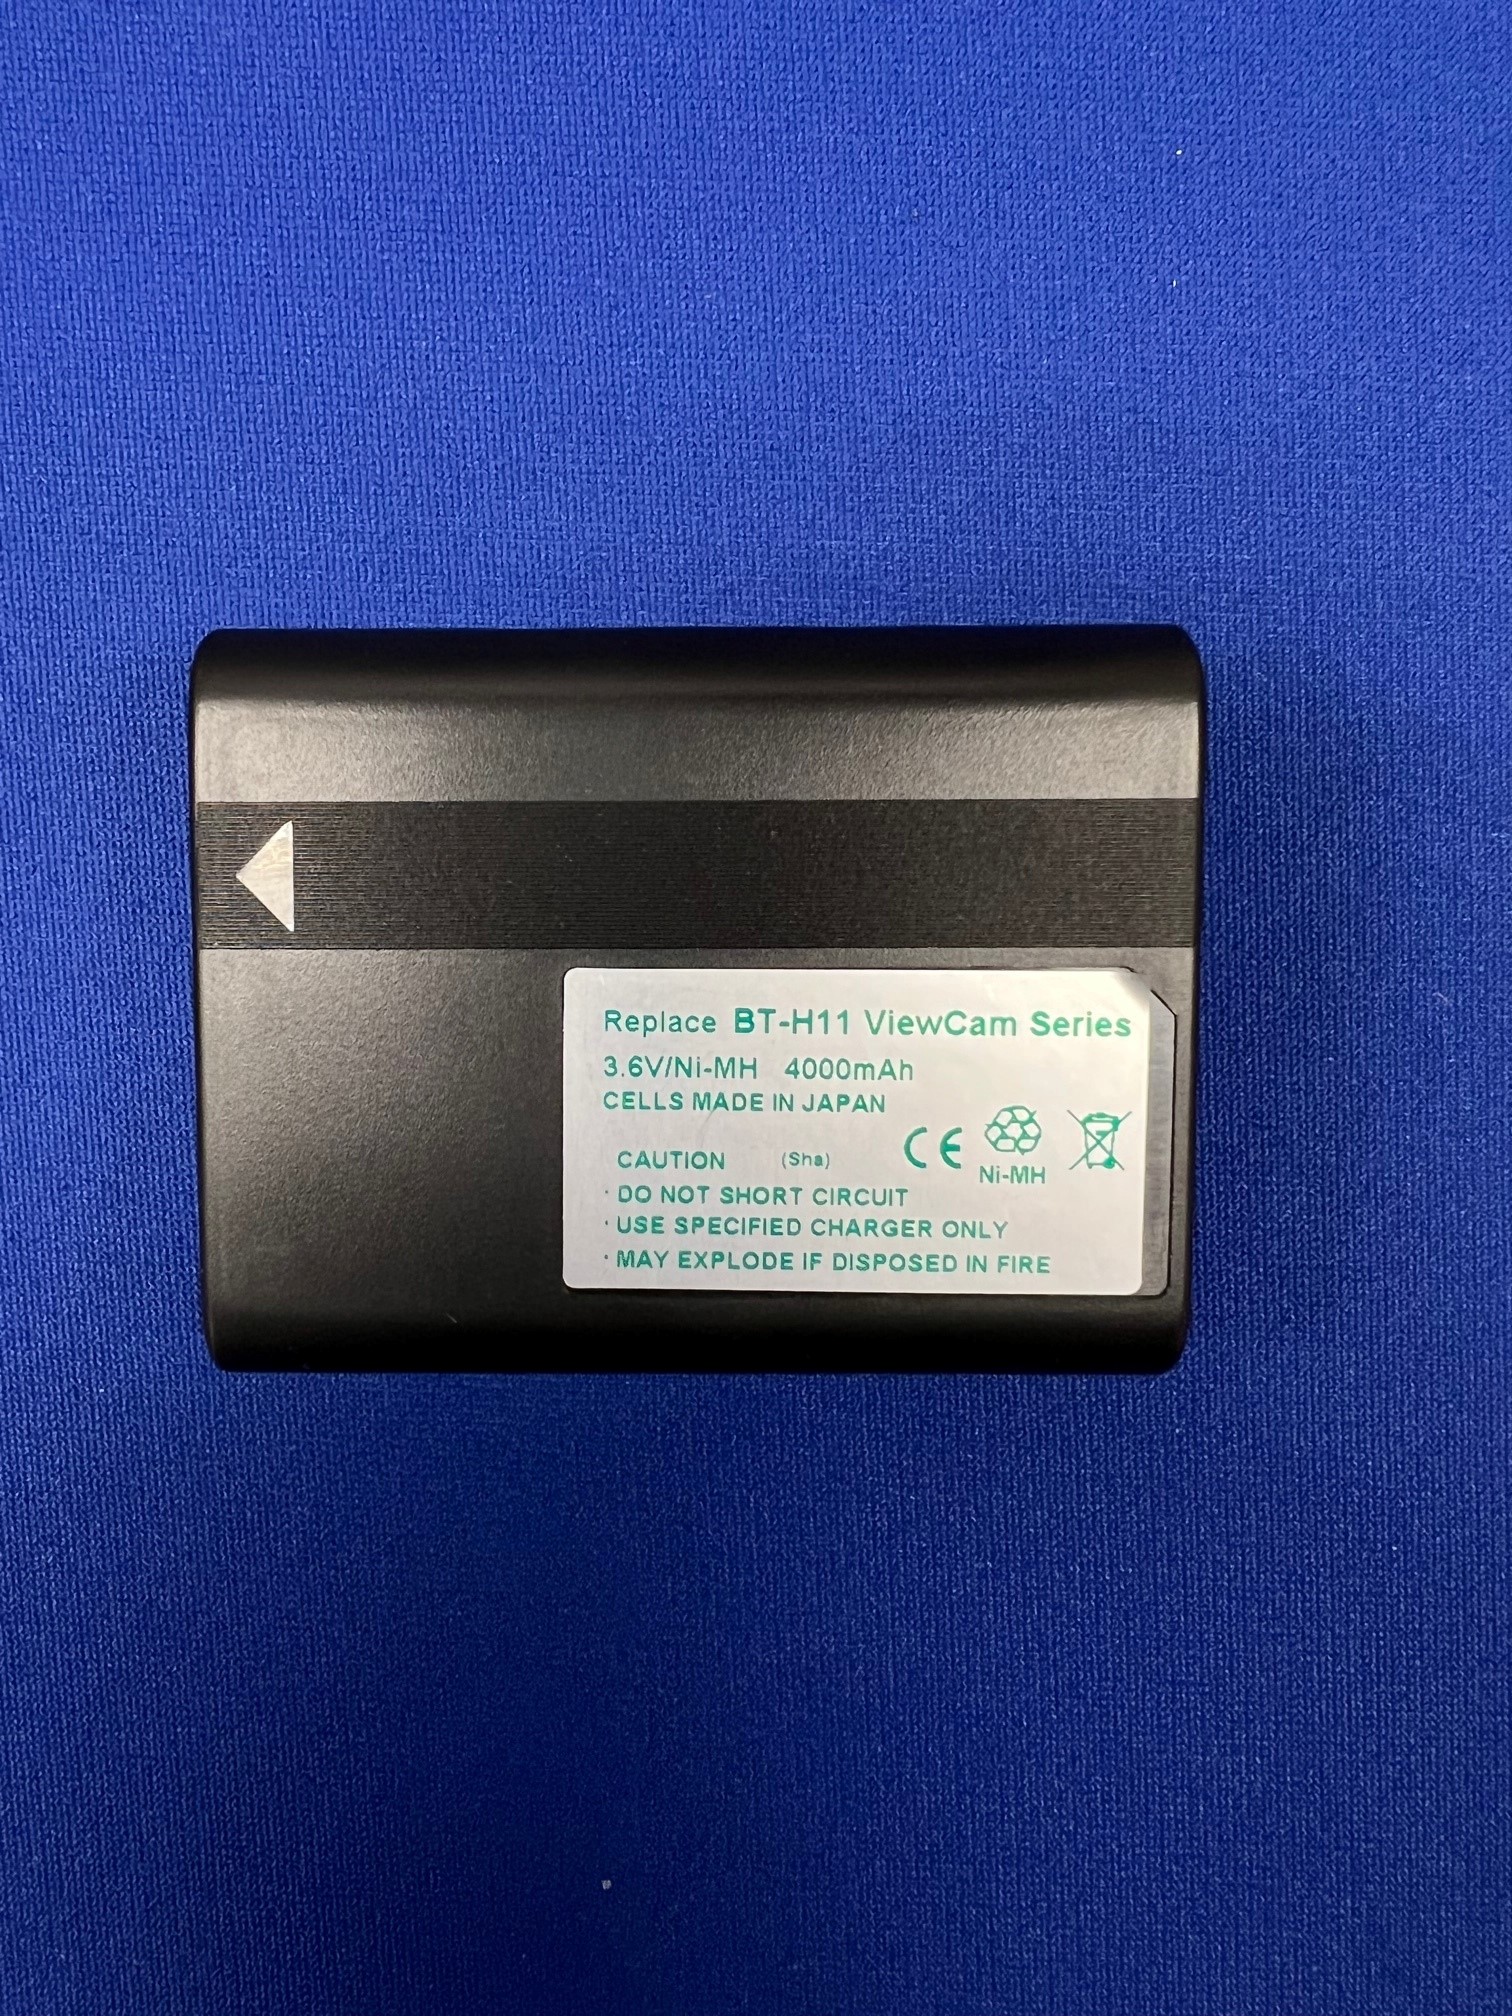 Replace BT-H11 ViewCam Series
3.6V/Ni-MH 4000mAh
CELLS MADE IN JAPAN
CE
Ni-MH
CAUTION (Sha)
· DO NOT SHORT CIRCUIT
· USE SPECIFIED CHARGER ONLY
· MAY EXPLODE IF DISPOSED IN FIRE